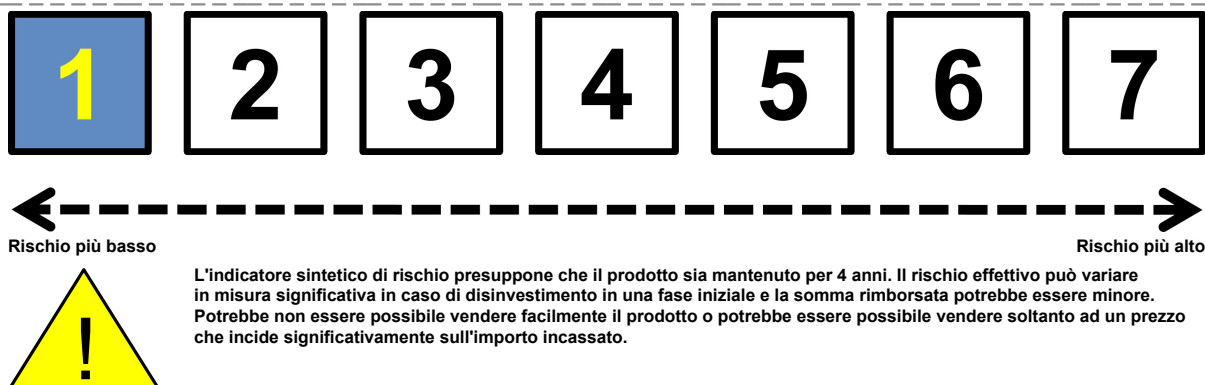 1 2 3 4 5 6 7
Rischio più basso Rischio più alto
L'indicatore sintetico di rischio presuppone che il prodotto sia mantenuto per 4 anni. Il rischio effettivo può variare
in misura significativa in caso di disinvestimento in una fase iniziale e la somma rimborsata potrebbe essere minore.
Potrebbe non essere possibile vendere facilmente il prodotto o potrebbe essere possibile vendere soltanto ad un prezzo
che incide significativamente sull'importo incassato.
!